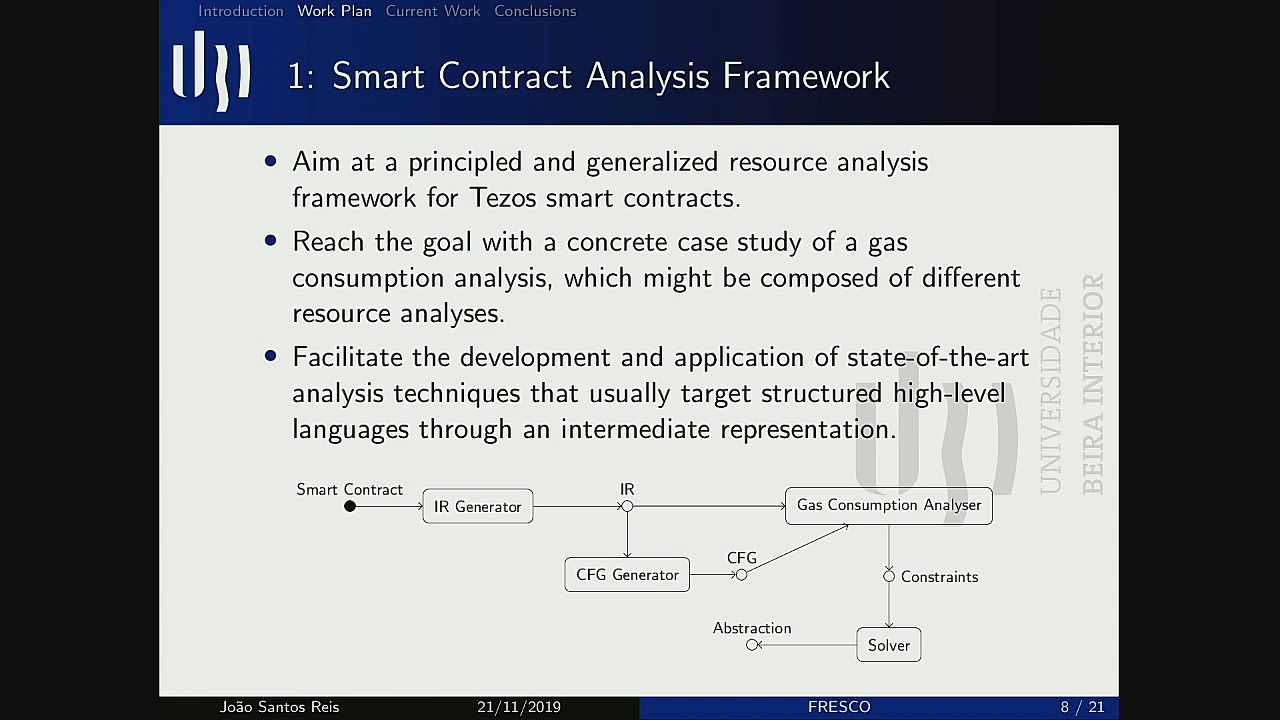 Introduction Work Plan Current Work Conclusions
1: Smart Contract Analysis Framework
Aim at a principled and generalized resource analysis
framework for Tezos smart contracts.
Reach the goal with a concrete case study of a gas
consumption analysis, which might be composed of different
resource analyses.
Facilitate the development and application of state-of-the-art
analysis techniques that usually target structured high-level
languages through an intermediate representation.
UNIVERSIDADE
BEIRA INTERIOR
Smart Contract
IR Generator
IR
Gas Consumption Analyser
CFG Generator
CFG
Constraints
Abstraction
Solver
João Santos Reis 21/11/2019 FRESCO 8 / 21